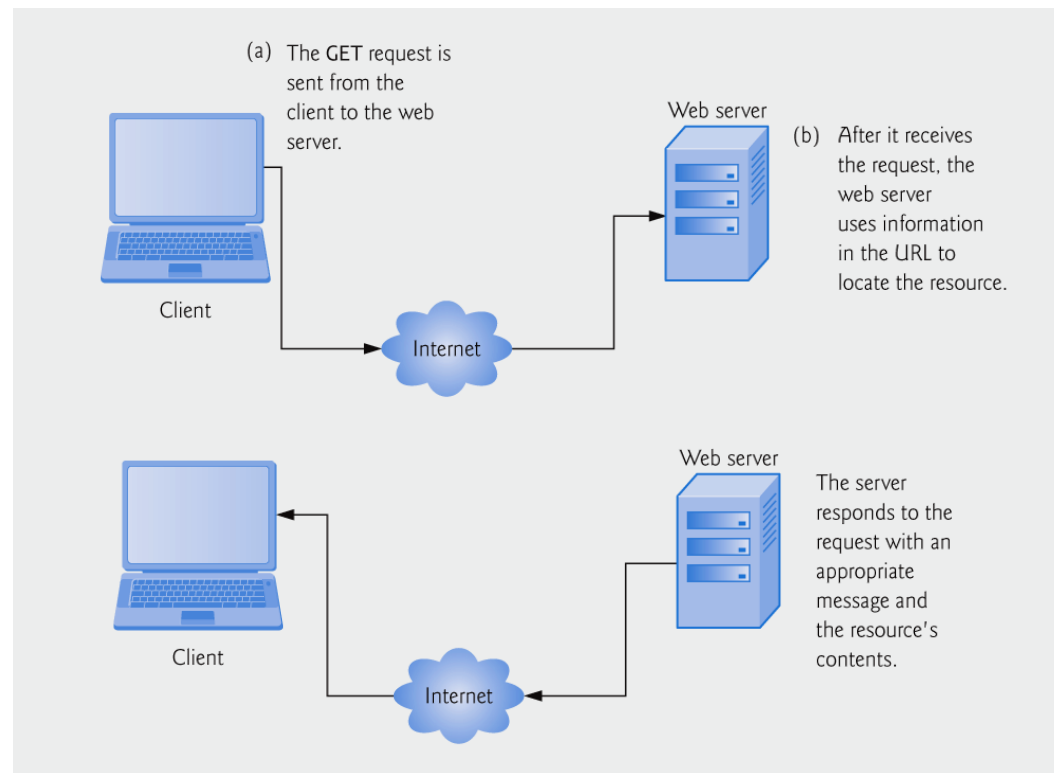 (a) The GET request is
sent from the
client to the web
server.
Web server
(b) After it receives
the request, the
web server
uses information
in the URL to
locate the resource.
Client
Internet
Web server
The server
responds to the
request with an
appropriate
message and
the resource's
contents.
Client
Internet